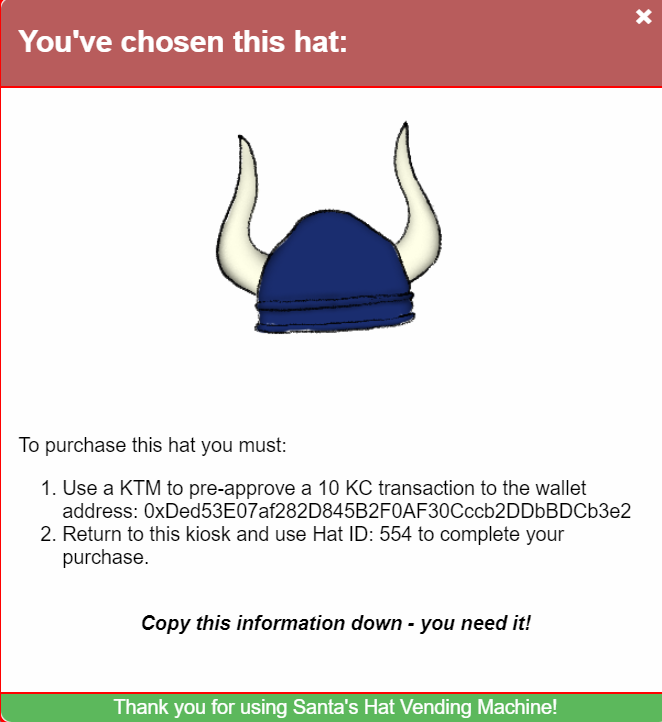 You've chosen this hat:
To purchase this hat you must:
1. Use a KTM to pre-approve a 10 KC transaction to the wallet
address: 0xDed53E07af282D845B2F0AF30Cccb2DDbBDCb3e2
2. Return to this kiosk and use Hat ID: 554 to complete your
purchase.
Copy this information down - you need it!
Thank you for using Santa's Hat Vending Machine!